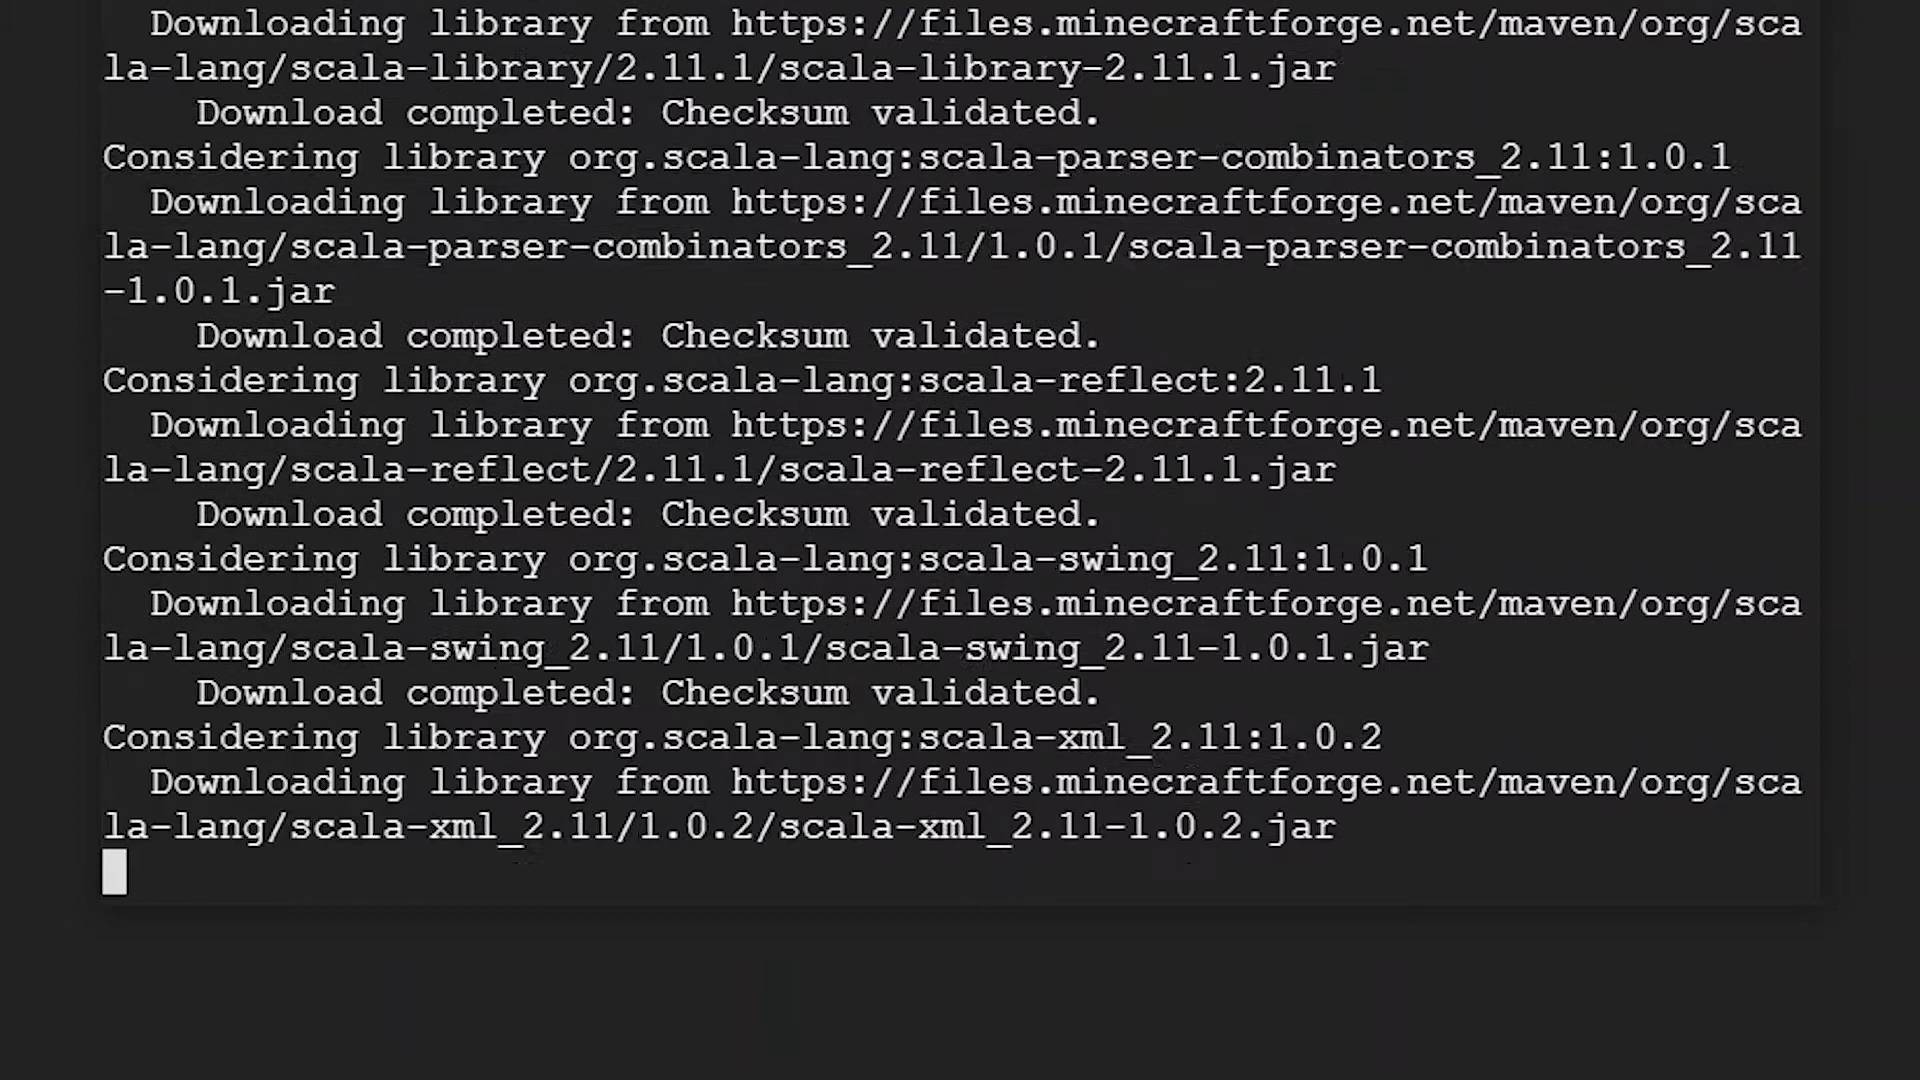 Downloading library from https://files.minecraftforge.net/maven/org/sca
la-lang/scala-library/2.11.1/scala-library-2.11.1.jar
    Download completed: Checksum validated.
Considering library org.scala-lang:scala-parser-combinators_2.11:1.0.1
  Downloading library from https://files.minecraftforge.net/maven/org/sca
la-lang/scala-parser-combinators_2.11/1.0.1/scala-parser-combinators_2.11
-1.0.1.jar
    Download completed: Checksum validated.
Considering library org.scala-lang:scala-reflect:2.11.1
  Downloading library from https://files.minecraftforge.net/maven/org/sca
la-lang/scala-reflect/2.11.1/scala-reflect-2.11.1.jar
    Download completed: Checksum validated.
Considering library org.scala-lang:scala-swing_2.11:1.0.1
  Downloading library from https://files.minecraftforge.net/maven/org/sca
la-lang/scala-swing_2.11/1.0.1/scala-swing_2.11-1.0.1.jar
    Download completed: Checksum validated.
Considering library org.scala-lang:scala-xml_2.11:1.0.2
  Downloading library from https://files.minecraftforge.net/maven/org/sca
la-lang/scala-xml_2.11/1.0.2/scala-xml_2.11-1.0.2.jar